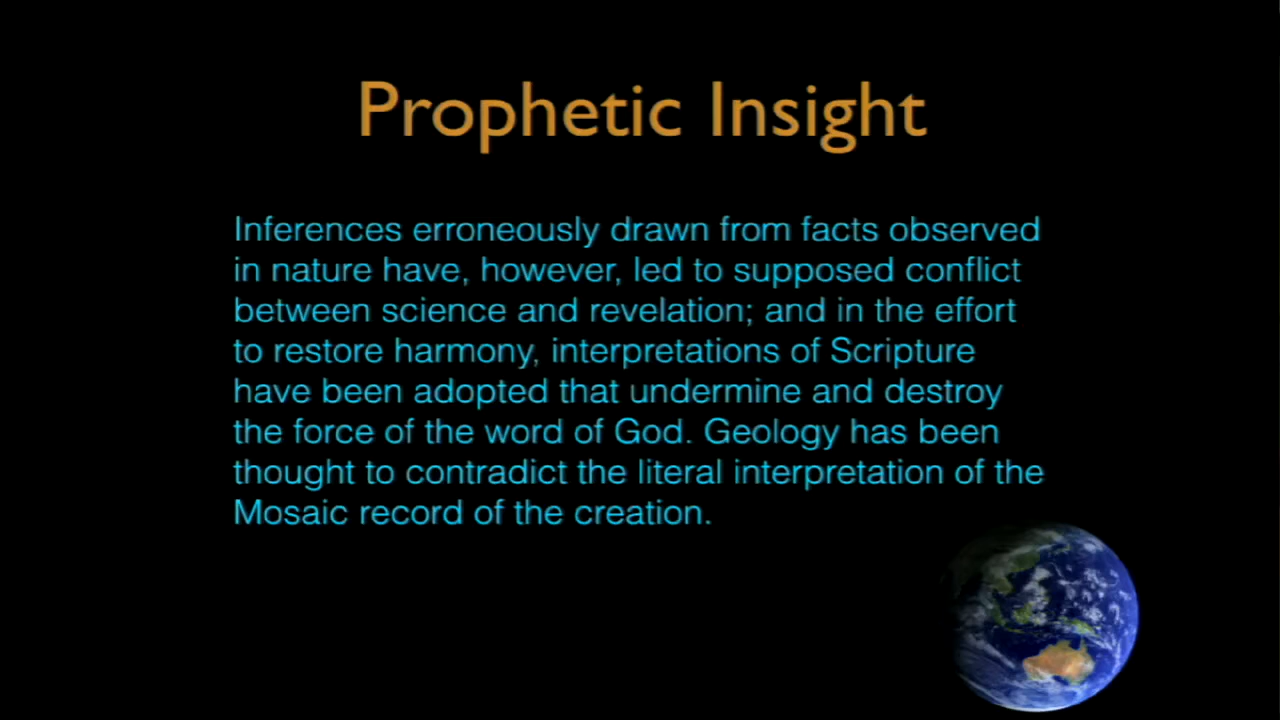 Prophetic Insight
Inferences erroneously drawn from facts observed
in nature have, however, led to supposed conflict
between science and revelation; and in the effort
to restore harmony, interpretations of Scripture
have been adopted that undermine and destroy
the force of the word of God. Geology has been
thought to contradict the literal interpretation of the
Mosaic record of the creation.